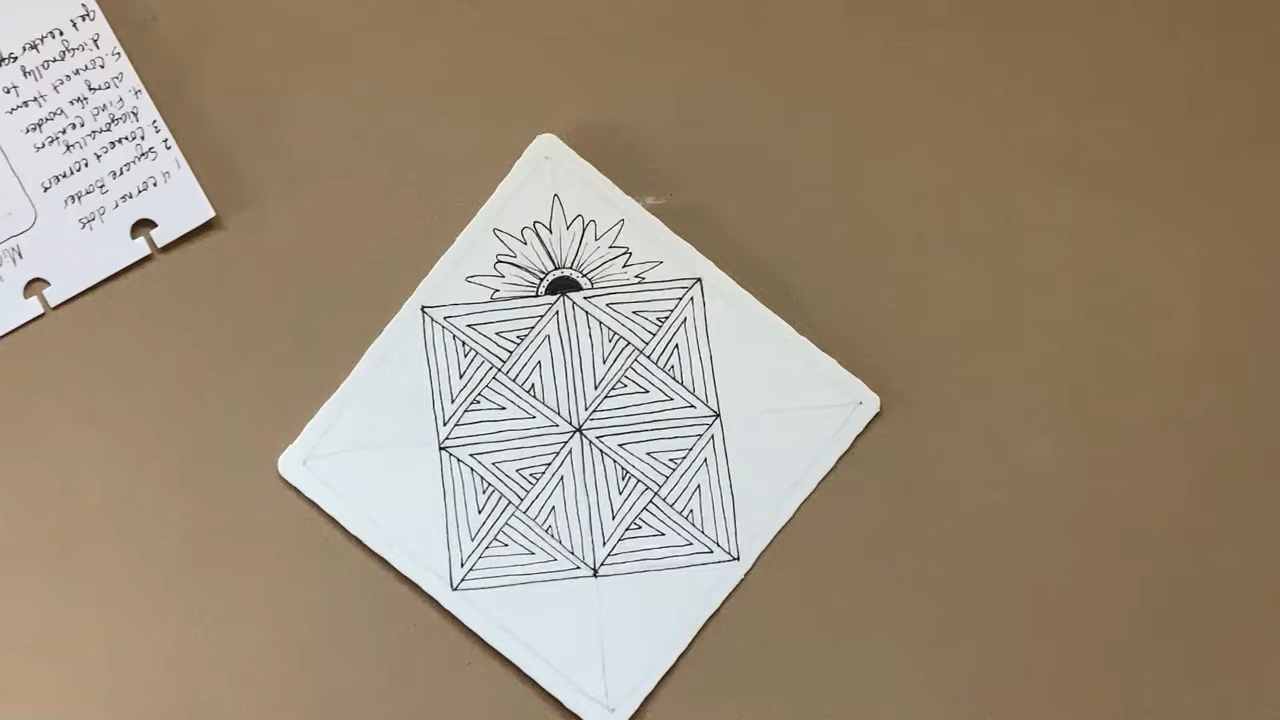 1. 4 corner dots
2 Square Border
3. Connect corners
diagonally
4. Find centers
along the border.
5. Connect them
diagonally to
get center